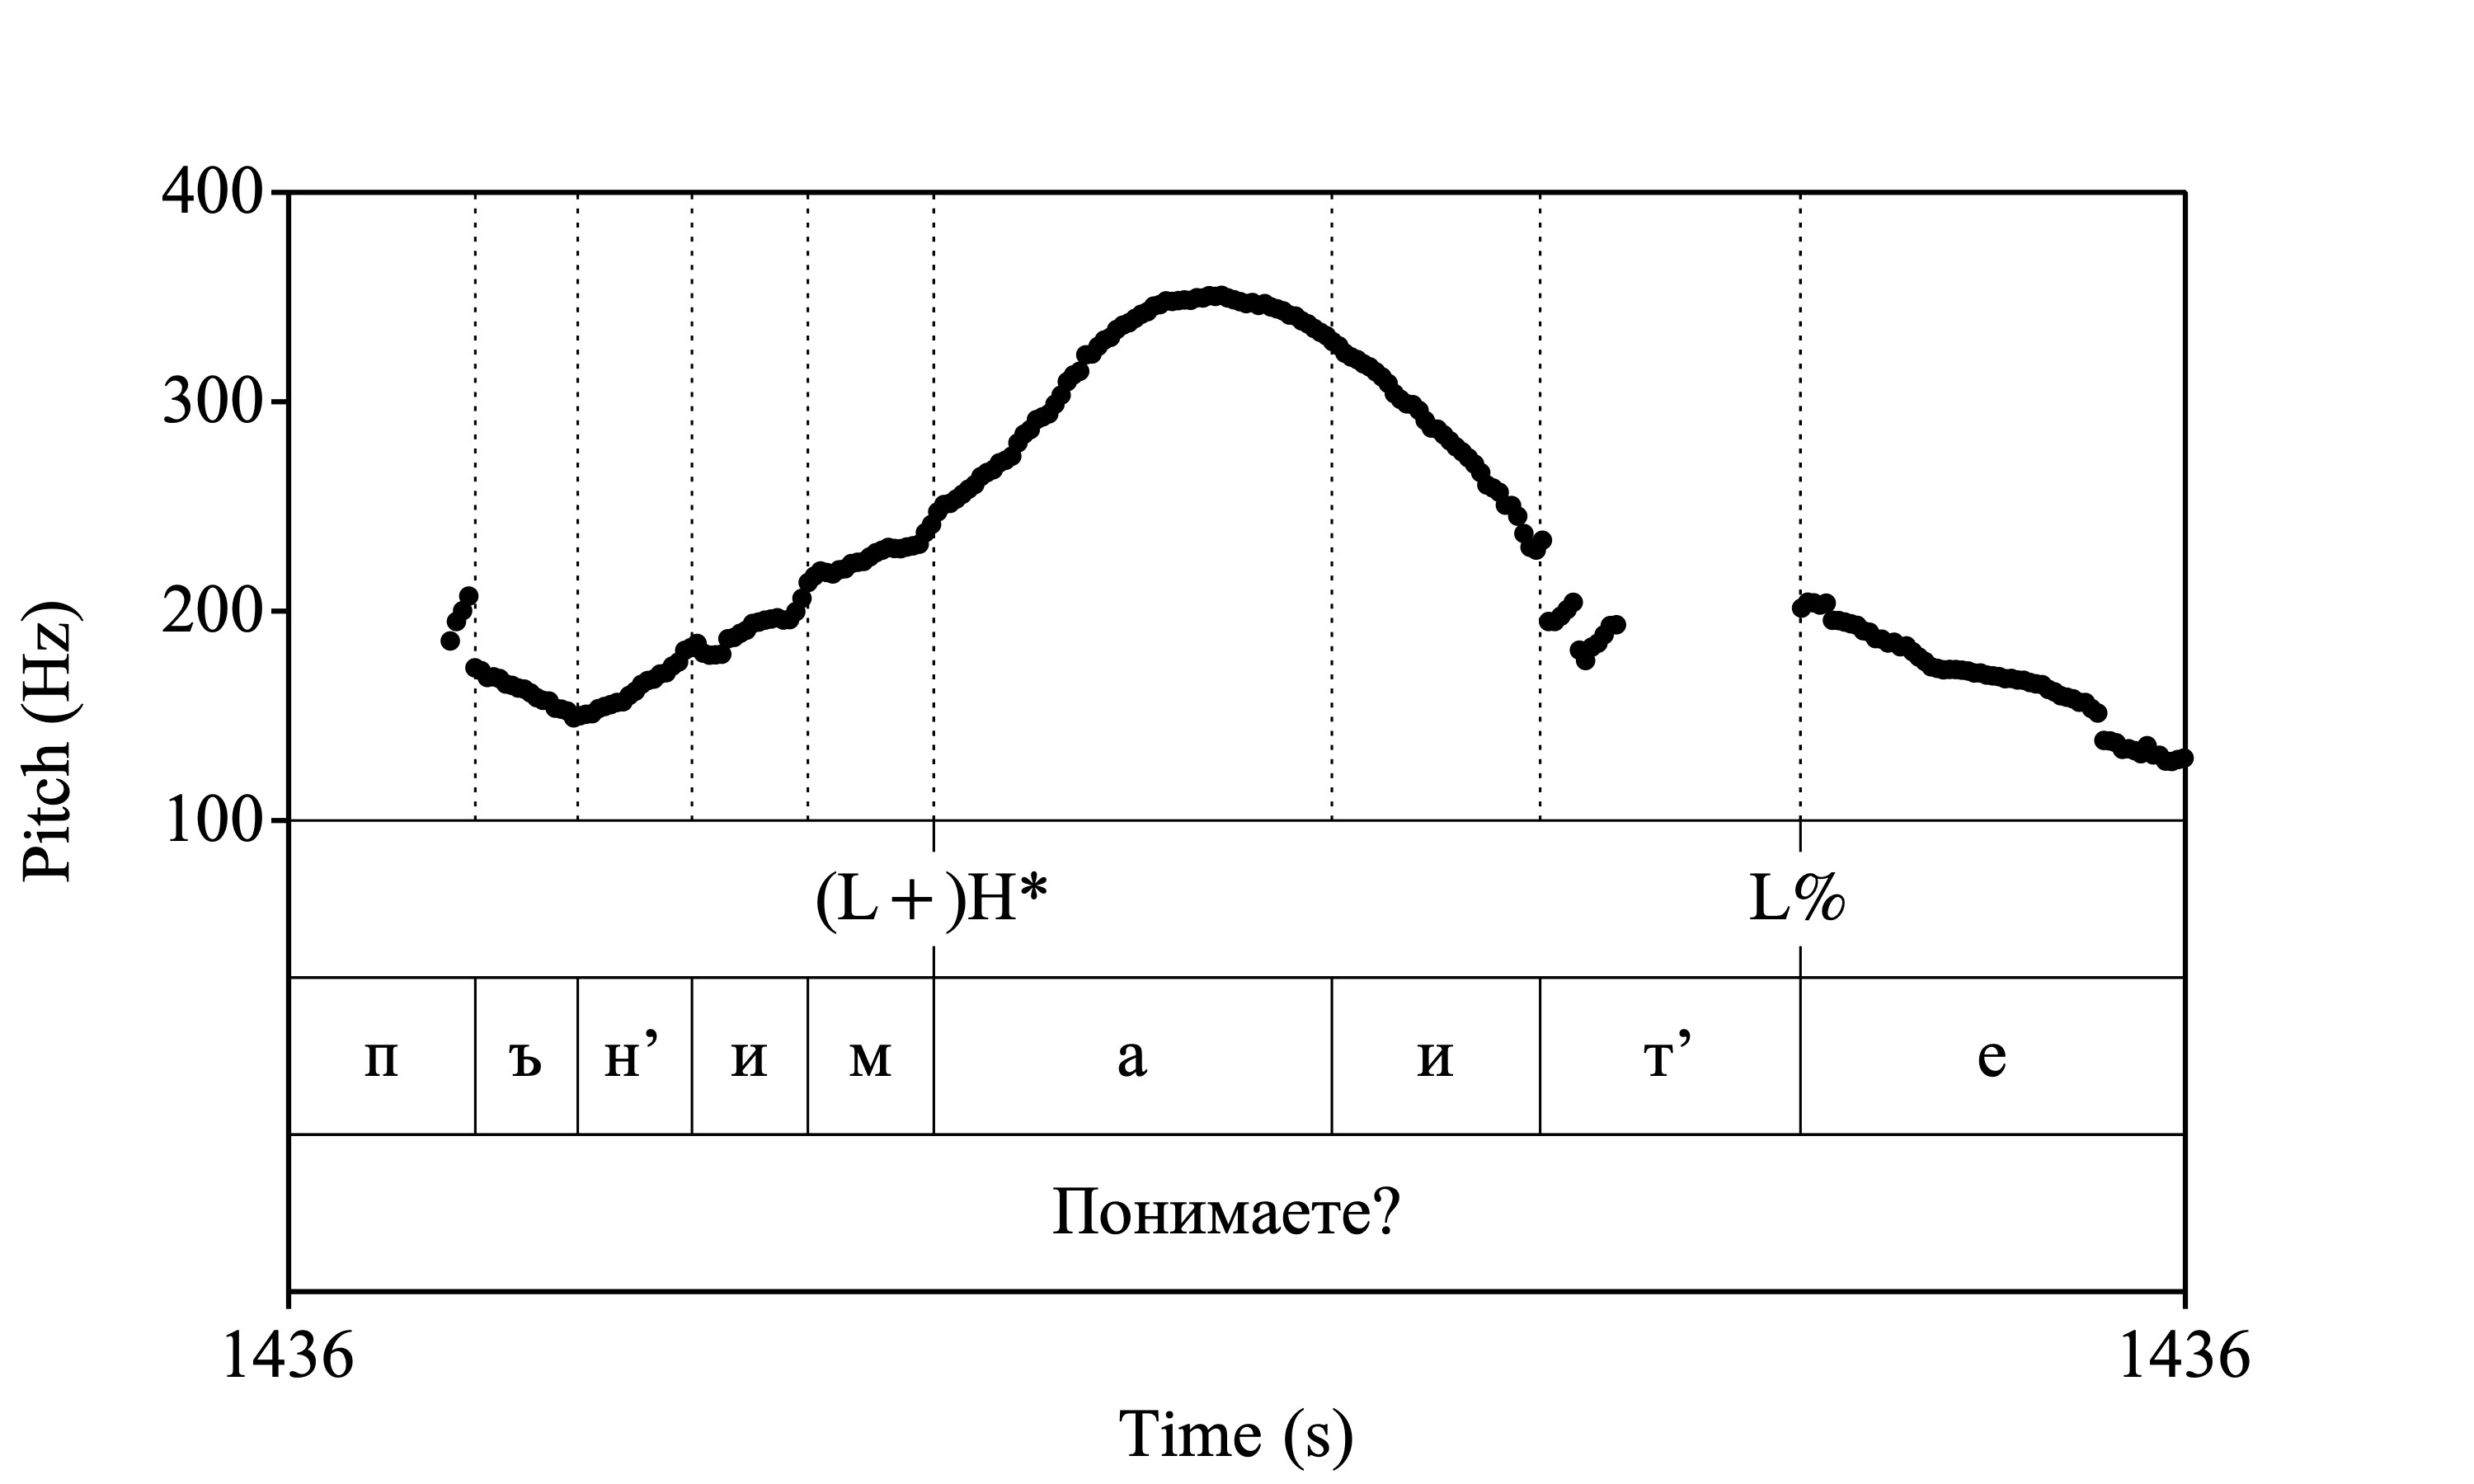 400
300
200
100
Pitch (Hz)
(L+)H* L%
п ъ н’ и м а и т’ е
Понимаете?
1436 1436
Time (s)